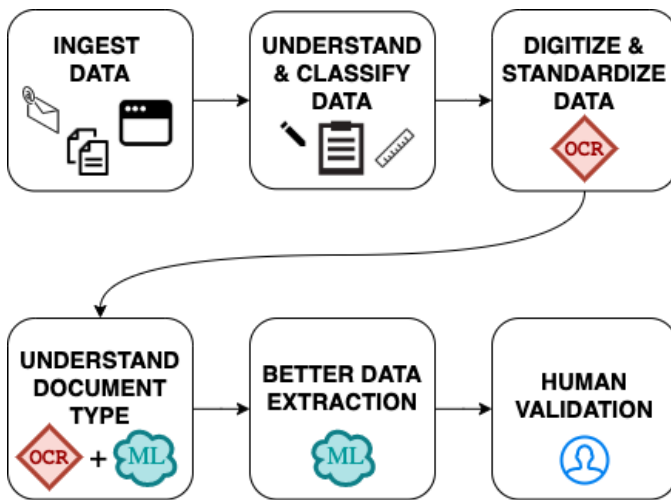 INGEST
DATA
UNDERSTAND
& CLASSIFY
DATA
DIGITIZE &
STANDARDIZE
DATA
OCR
UNDERSTAND
DOCUMENT
TYPE
OCR + ML
BETTER DATA
EXTRACTION
ML
HUMAN
VALIDATION